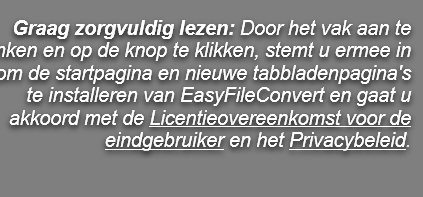 Graag zorgvuldig lezen: Door het vak aan te
nken en op de knop te klikken, stemt u ermee in
om de startpagina en nieuwe tabbladenpagina's
te installeren van EasyFileConvert en gaat u
akkoord met de Licentieovereenkomst voor de
eindgebruiker en het Privacybeleid.